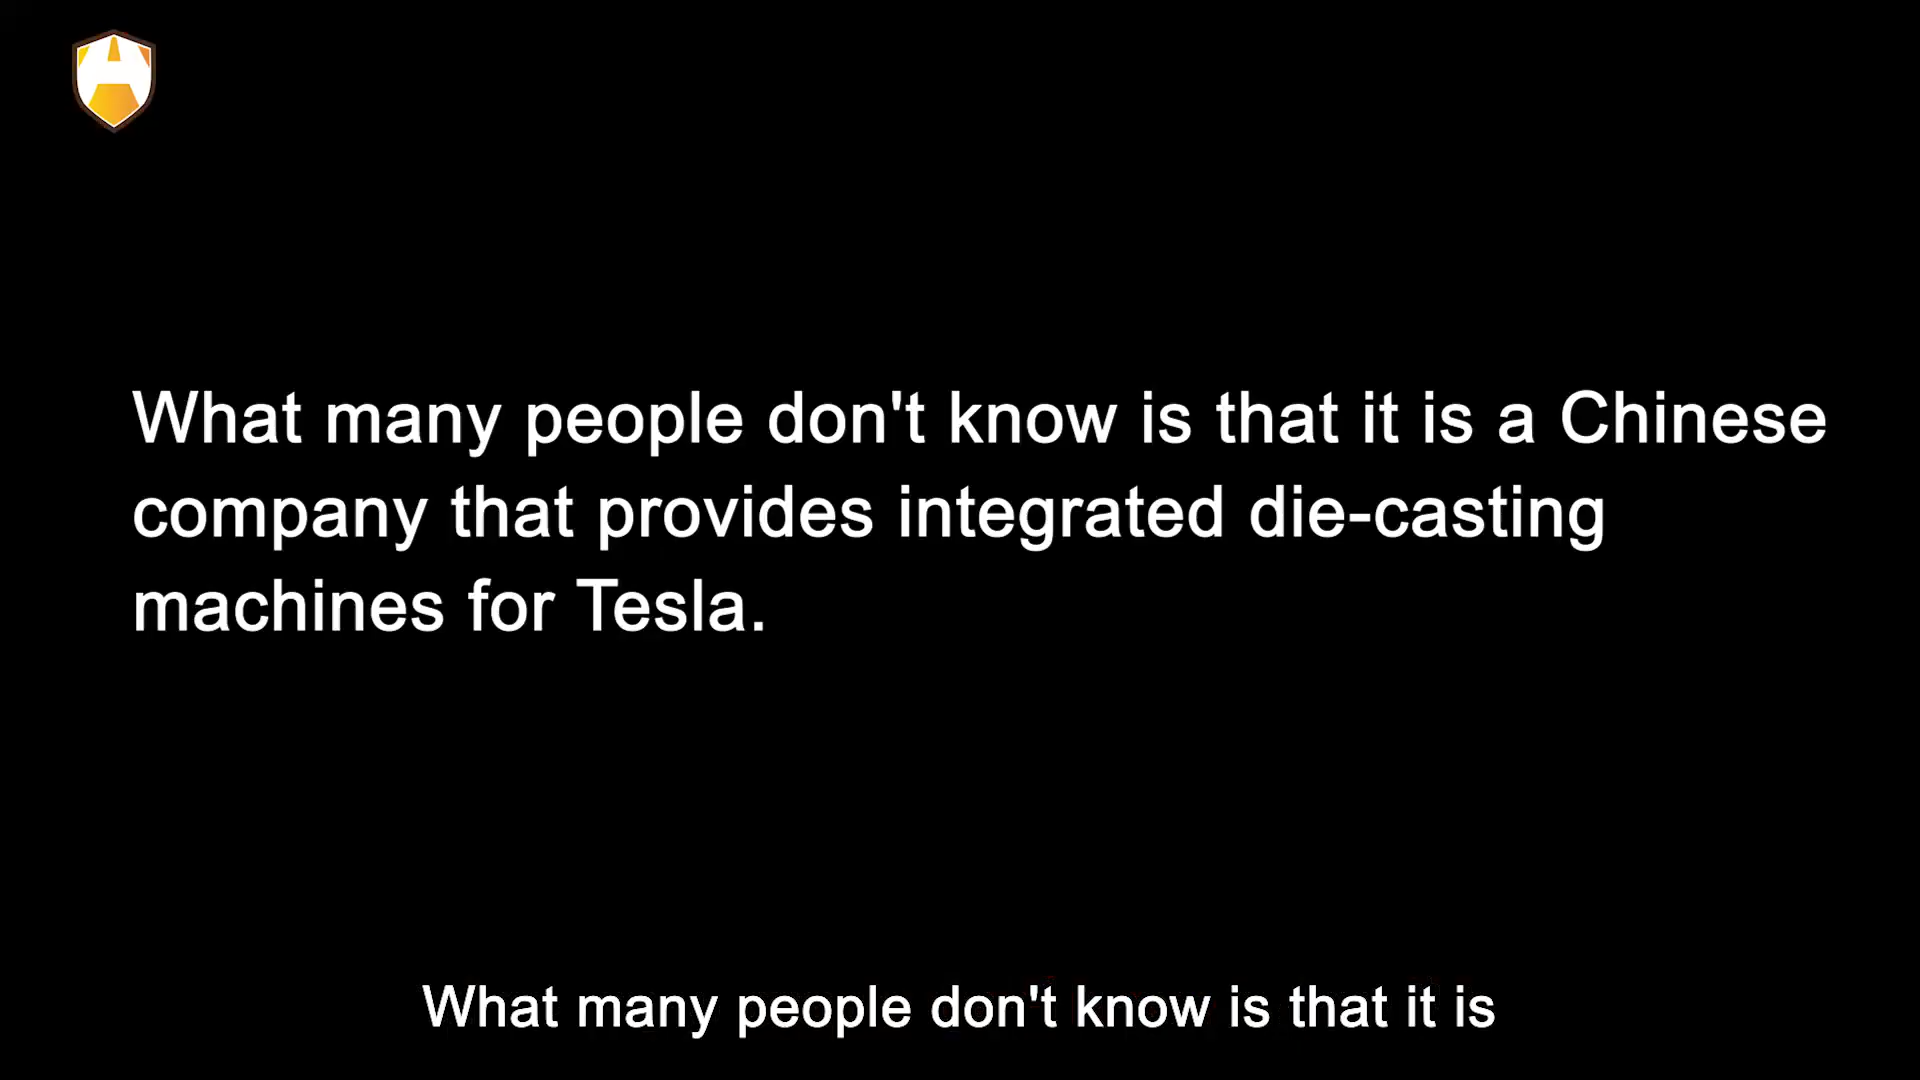 What many people don't know is that it is a Chinese
company that provides integrated die-casting
machines for Tesla.
What many people don't know is that it is